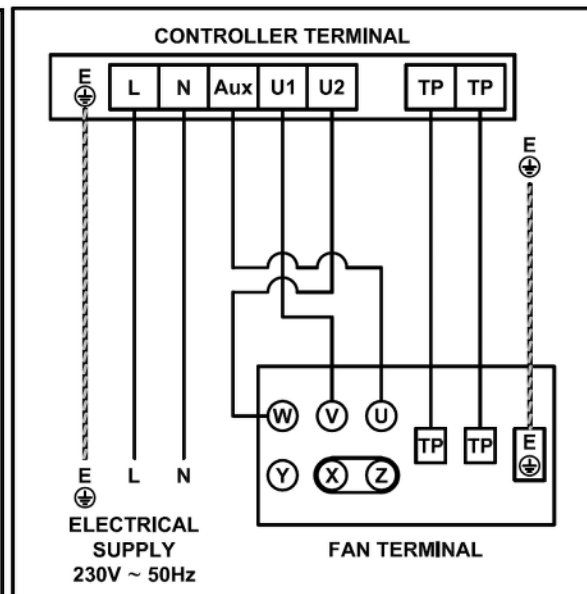 CONTROLLER TERMINAL
E
L N Aux U1 U2 TP TP
E
W V U
TP TP E
Y X Z
E L N
ELECTRICAL
SUPPLY
230V ~ 50Hz
FAN TERMINAL